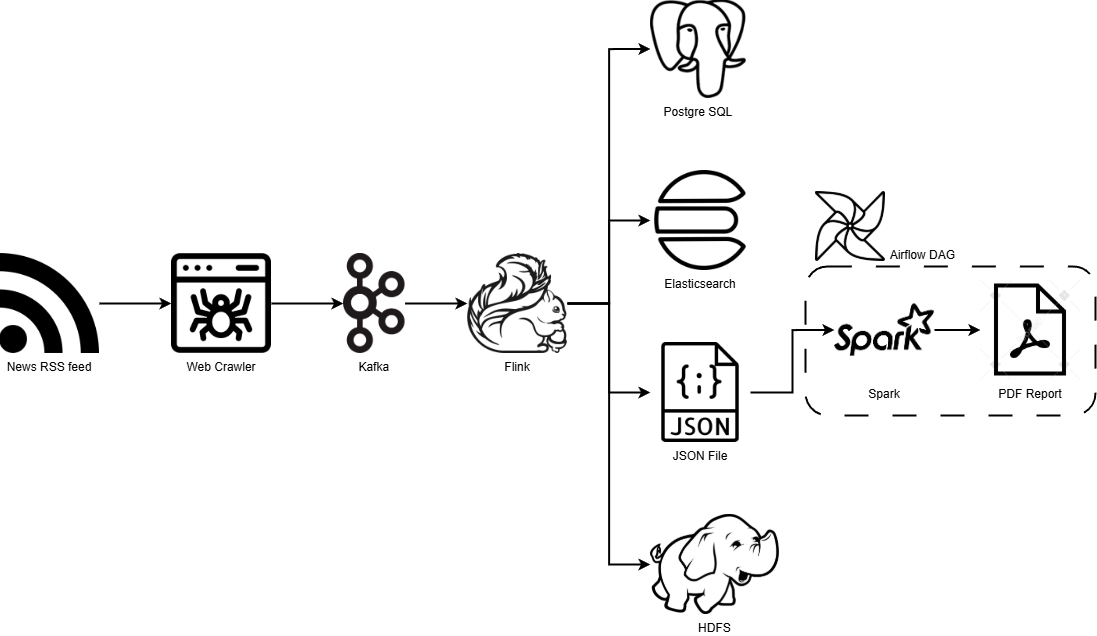 Postgre SQL
Elasticsearch
Airflow DAG
News RSS feed
Web Crawler
Kafka
Flink
Spark
Spark
PDF Report
{;}
JSON
JSON File
HDFS